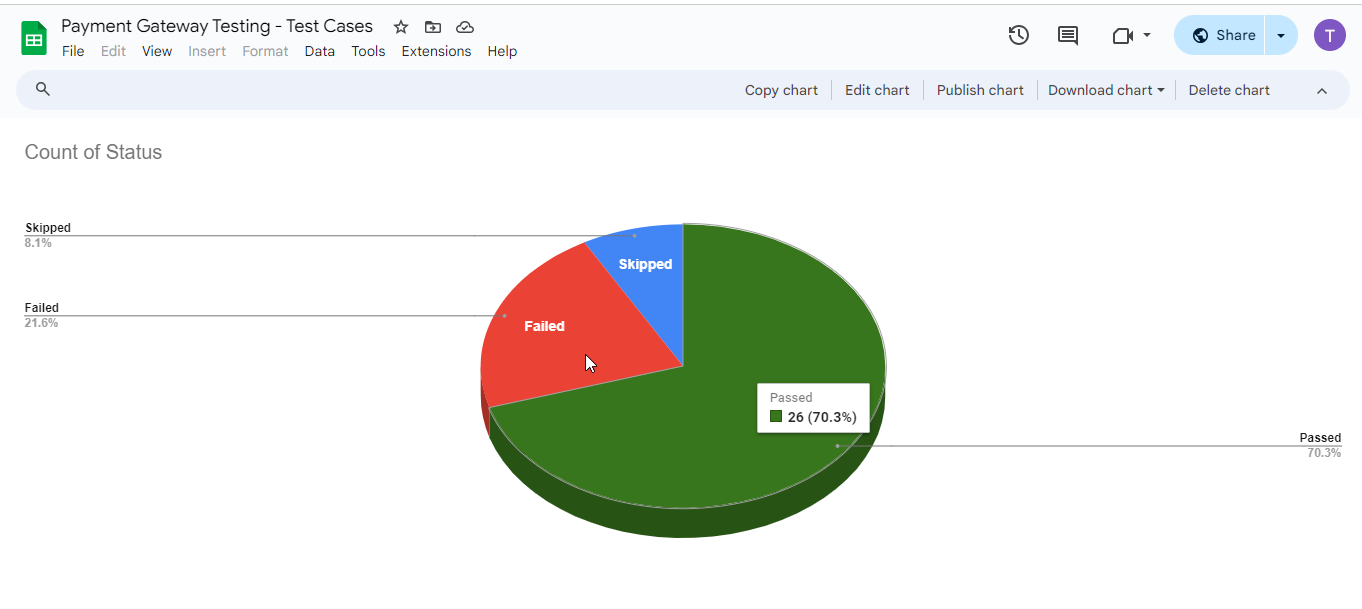 Payment Gateway Testing - Test Cases
File Edit View Insert Format Data Tools Extensions Help
Share
T
Copy chart Edit chart Publish chart Download chart Delete chart
Count of Status
Skipped
8.1%
Skipped
Failed
21.6%
Failed
Passed
26 (70.3%)
Passed
70.3%